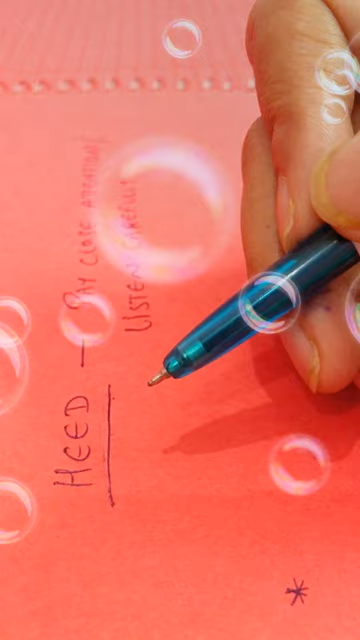 HEED — PAY CLOSE ATTENTION/
LISTEN CAREFULLY
*